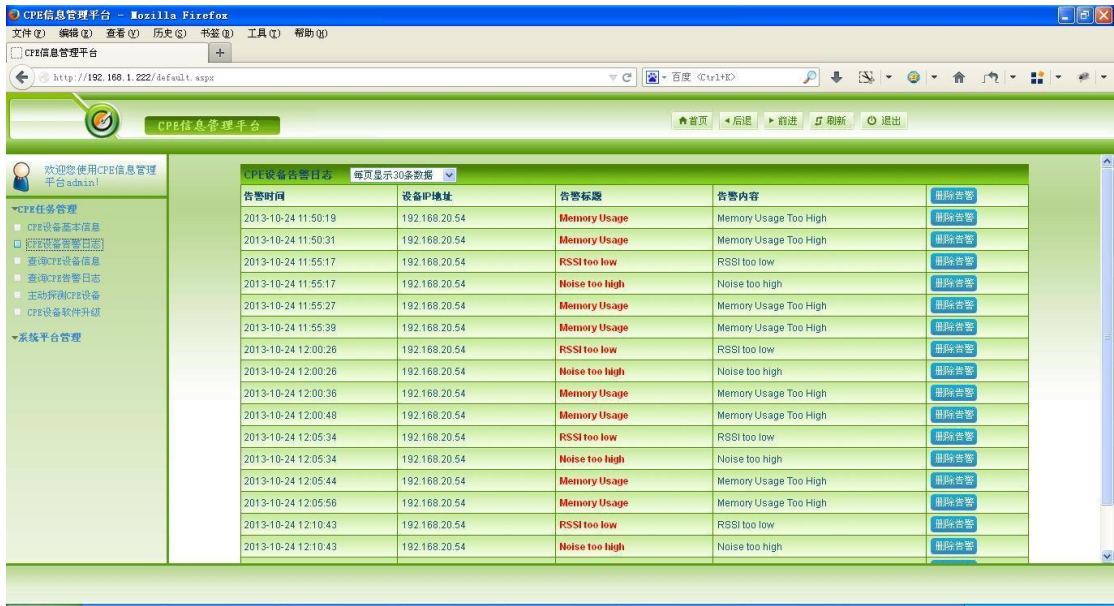 CPE信息管理平台 - Mozilla Firefox
文件(F) 编辑(E) 查看(V) 历史(S) 书签(B) 工具(T) 帮助(H)
CPE信息管理平台 +
http://192.168.1.222/default.aspx 百度 <Ctrl+K>
CPE信息管理平台 首页 后退 前进 刷新 退出
欢迎您使用CPE信息管理
平台admin!
CPE任务管理
CPE设备基本信息
CPE设备告警日志
查询CPE设备信息
查询CPE告警日志
主动探测CPE设备
CPE设备软件升级
系统平台管理
CPE设备告警日志 每页显示30条数据
告警时间 设备IP地址 告警标题 告警内容 删除告警
2013-10-24 11:50:19 192.168.20.54 Memory Usage Memory Usage Too High 删除告警
2013-10-24 11:50:31 192.168.20.54 Memory Usage Memory Usage Too High 删除告警
2013-10-24 11:55:17 192.168.20.54 RSSI too low RSSI too low 删除告警
2013-10-24 11:55:17 192.168.20.54 Noise too high Noise too high 删除告警
2013-10-24 11:55:27 192.168.20.54 Memory Usage Memory Usage Too High 删除告警
2013-10-24 11:55:39 192.168.20.54 Memory Usage Memory Usage Too High 删除告警
2013-10-24 12:00:26 192.168.20.54 RSSI too low RSSI too low 删除告警
2013-10-24 12:00:26 192.168.20.54 Noise too high Noise too high 删除告警
2013-10-24 12:00:36 192.168.20.54 Memory Usage Memory Usage Too High 删除告警
2013-10-24 12:00:48 192.168.20.54 Memory Usage Memory Usage Too High 删除告警
2013-10-24 12:05:34 192.168.20.54 RSSI too low RSSI too low 删除告警
2013-10-24 12:05:34 192.168.20.54 Noise too high Noise too high 删除告警
2013-10-24 12:05:44 192.168.20.54 Memory Usage Memory Usage Too High 删除告警
2013-10-24 12:05:56 192.168.20.54 Memory Usage Memory Usage Too High 删除告警
2013-10-24 12:10:43 192.168.20.54 RSSI too low RSSI too low 删除告警
2013-10-24 12:10:43 192.168.20.54 Noise too high Noise too high 删除告警